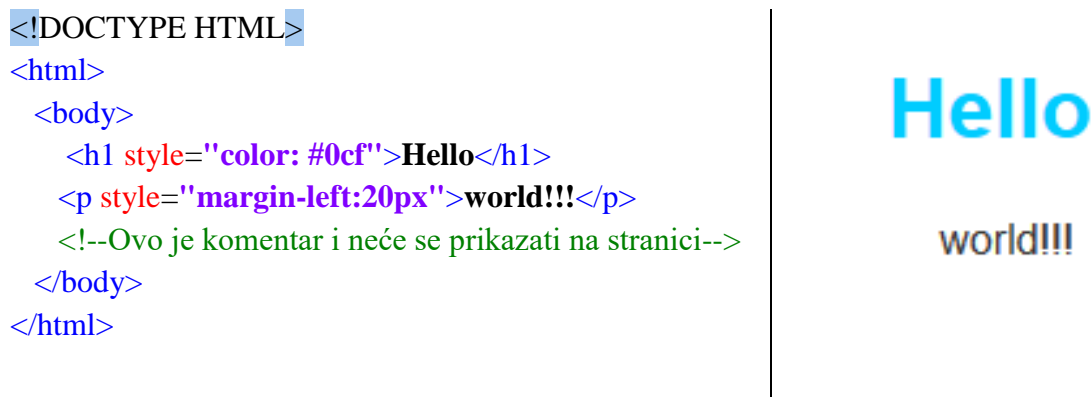 <!DOCTYPE HTML>
<html>
<body>
<h1 style="color: #0cf">Hello</h1>
<p style="margin-left:20px">world!!!</p>
<!--Ovo je komentar i neće se prikazati na stranici-->
</body>
</html>
Hello
world!!!